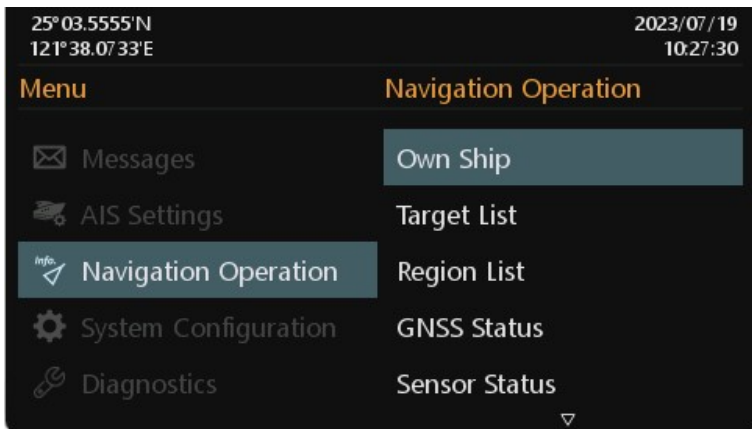 25°03.5555'N
121°38.0733'E
2023/07/19
10:27:30
Menu
Messages
AIS Settings
Info.
Navigation Operation
System Configuration
Diagnostics
Navigation Operation
Own Ship
Target List
Region List
GNSS Status
Sensor Status